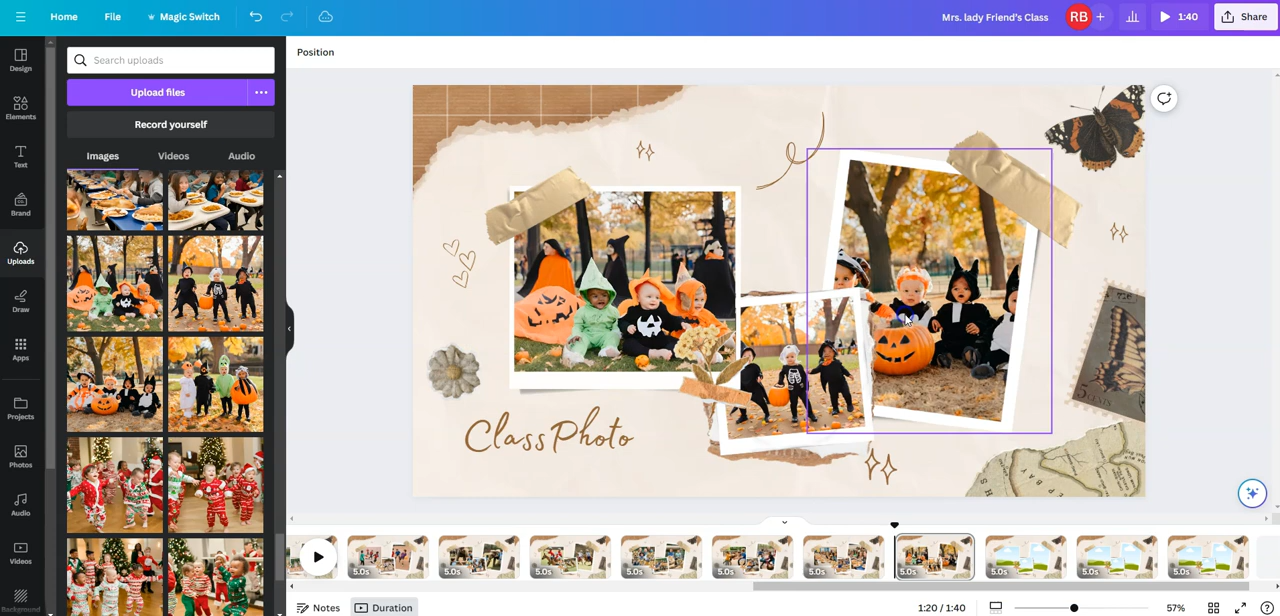 Home
File
Magic Switch
Mrs. lady Friend's Class
RB
+
1:40
Share
Design
Elements
Text
Brand
Uploads
Draw
Apps
Projects
Photos
Audio
Videos
Background
Search uploads
Upload files
Record yourself
Images
Videos
Audio
Position
Class Photo
5.0s
5.0s
5.0s
5.0s
5.0s
5.0s
5.0s
5.0s
5.0s
5.0s
Notes
Duration
1:20 / 1:40
57%